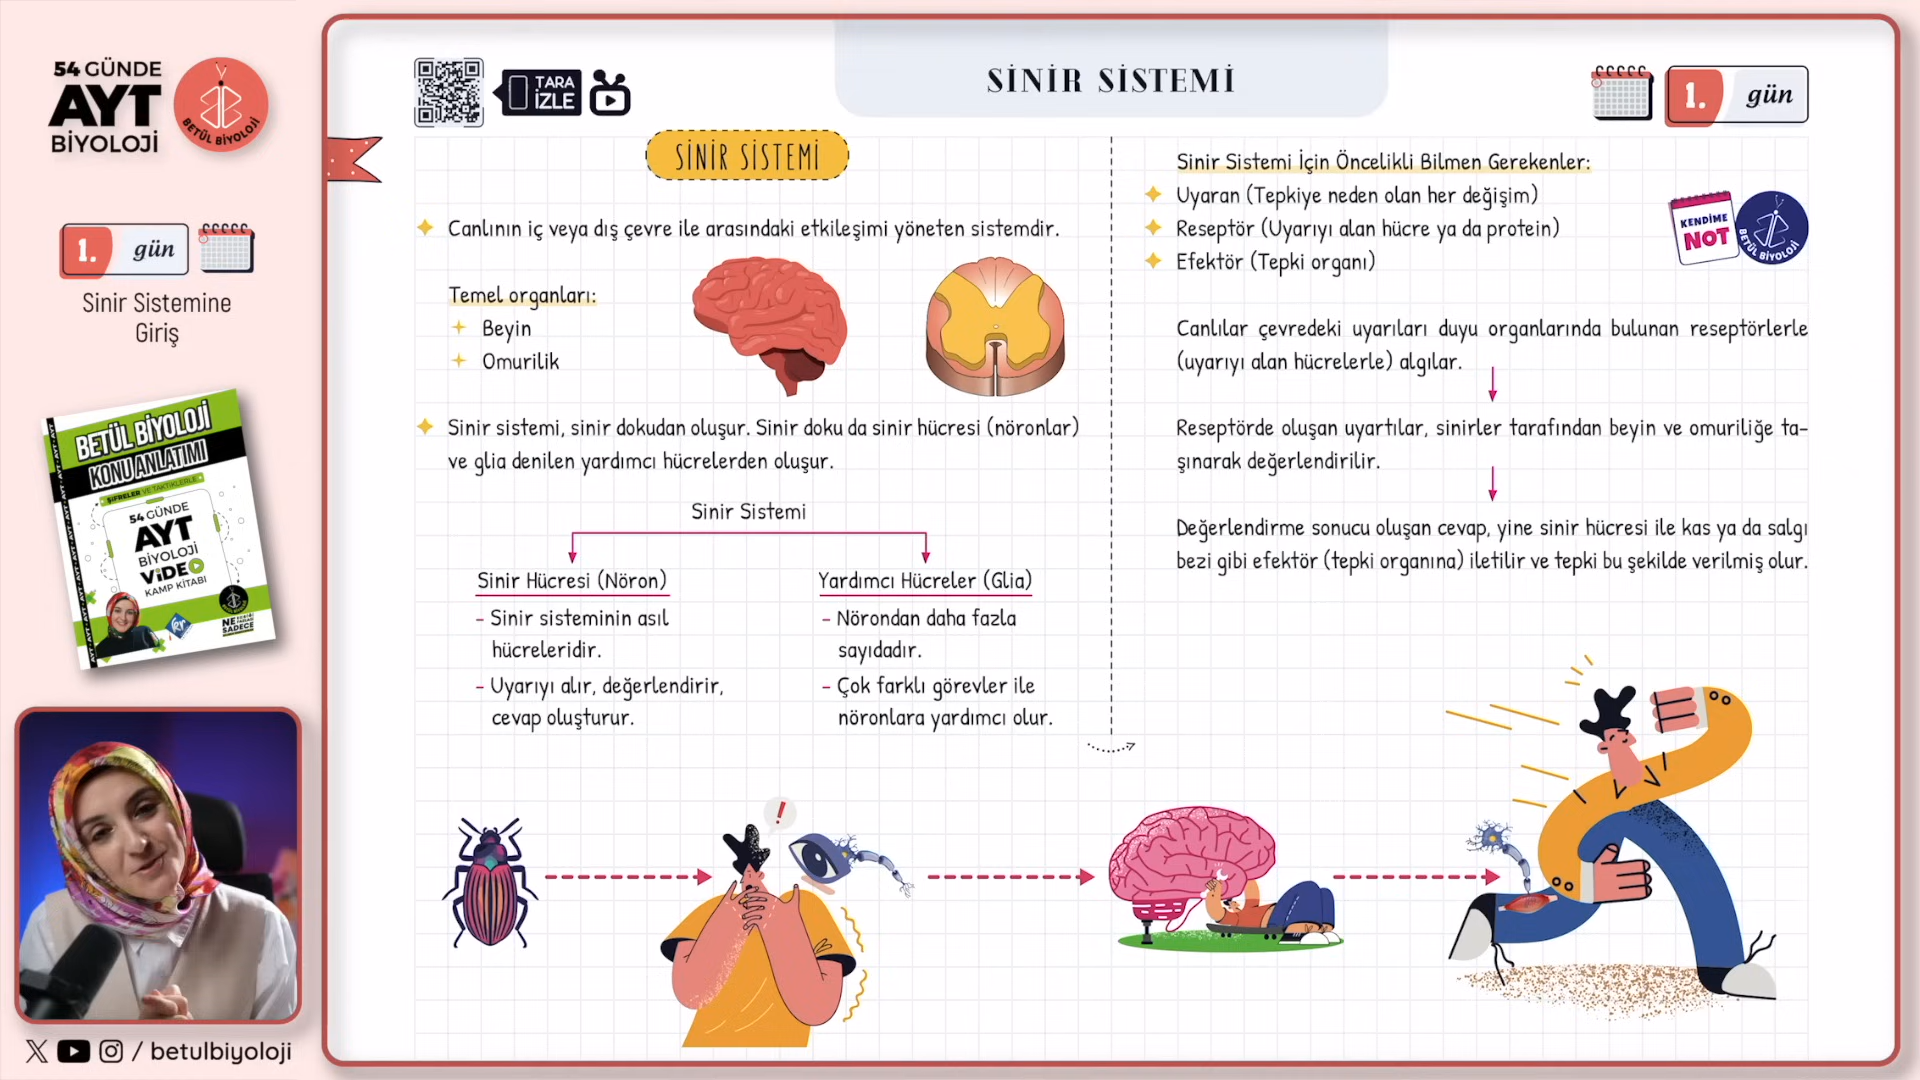 54 GÜNDE
AYT
BİYOLOJİ
BETÜL BİYOLOJİ
1. gün
Sinir Sistemine
Giriş
BETÜL BİYOLOJİ
KONU ANLATIMI
ŞİFRELER VE TAKTİKLERLE
54 GÜNDE
AYT
BİYOLOJİ
VİDEO
KAMP KİTABI
/ betulbiyoloji
TARA
İZLE
SİNİR SİSTEMİ
1. gün
SİNİR SİSTEMİ
Canlının iç veya dış çevre ile arasındaki etkileşimi yöneten sistemdir.
Temel organları:
Beyin
Omurilik
Sinir sistemi, sinir dokudan oluşur. Sinir doku da sinir hücresi (nöronlar)
ve glia denilen yardımcı hücrelerden oluşur.
Sinir Sistemi
Sinir Hücresi (Nöron)
- Sinir sisteminin asıl
hücreleridir.
- Uyarıyı alır, değerlendirir,
cevap oluşturur.
Yardımcı Hücreler (Glia)
- Nörondan daha fazla
sayıdadır.
- Çok farklı görevler ile
nöronlara yardımcı olur.
Sinir Sistemi İçin Öncelikli Bilmen Gerekenler:
Uyaran (Tepkiye neden olan her değişim)
Reseptör (Uyarıyı alan hücre ya da protein)
Efektör (Tepki organı)
KENDİME
NOT
BETÜL BİYOLOJİ
Canlılar çevredeki uyarıları duyu organlarında bulunan reseptörlerle
(uyarıyı alan hücrelerle) algılar.
Reseptörde oluşan uyartılar, sinirler tarafından beyin ve omuriliğe ta-
şınarak değerlendirilir.
Değerlendirme sonucu oluşan cevap, yine sinir hücresi ile kas ya da salgı
bezi gibi efektör (tepki organına) iletilir ve tepki bu şekilde verilmiş olur.
!